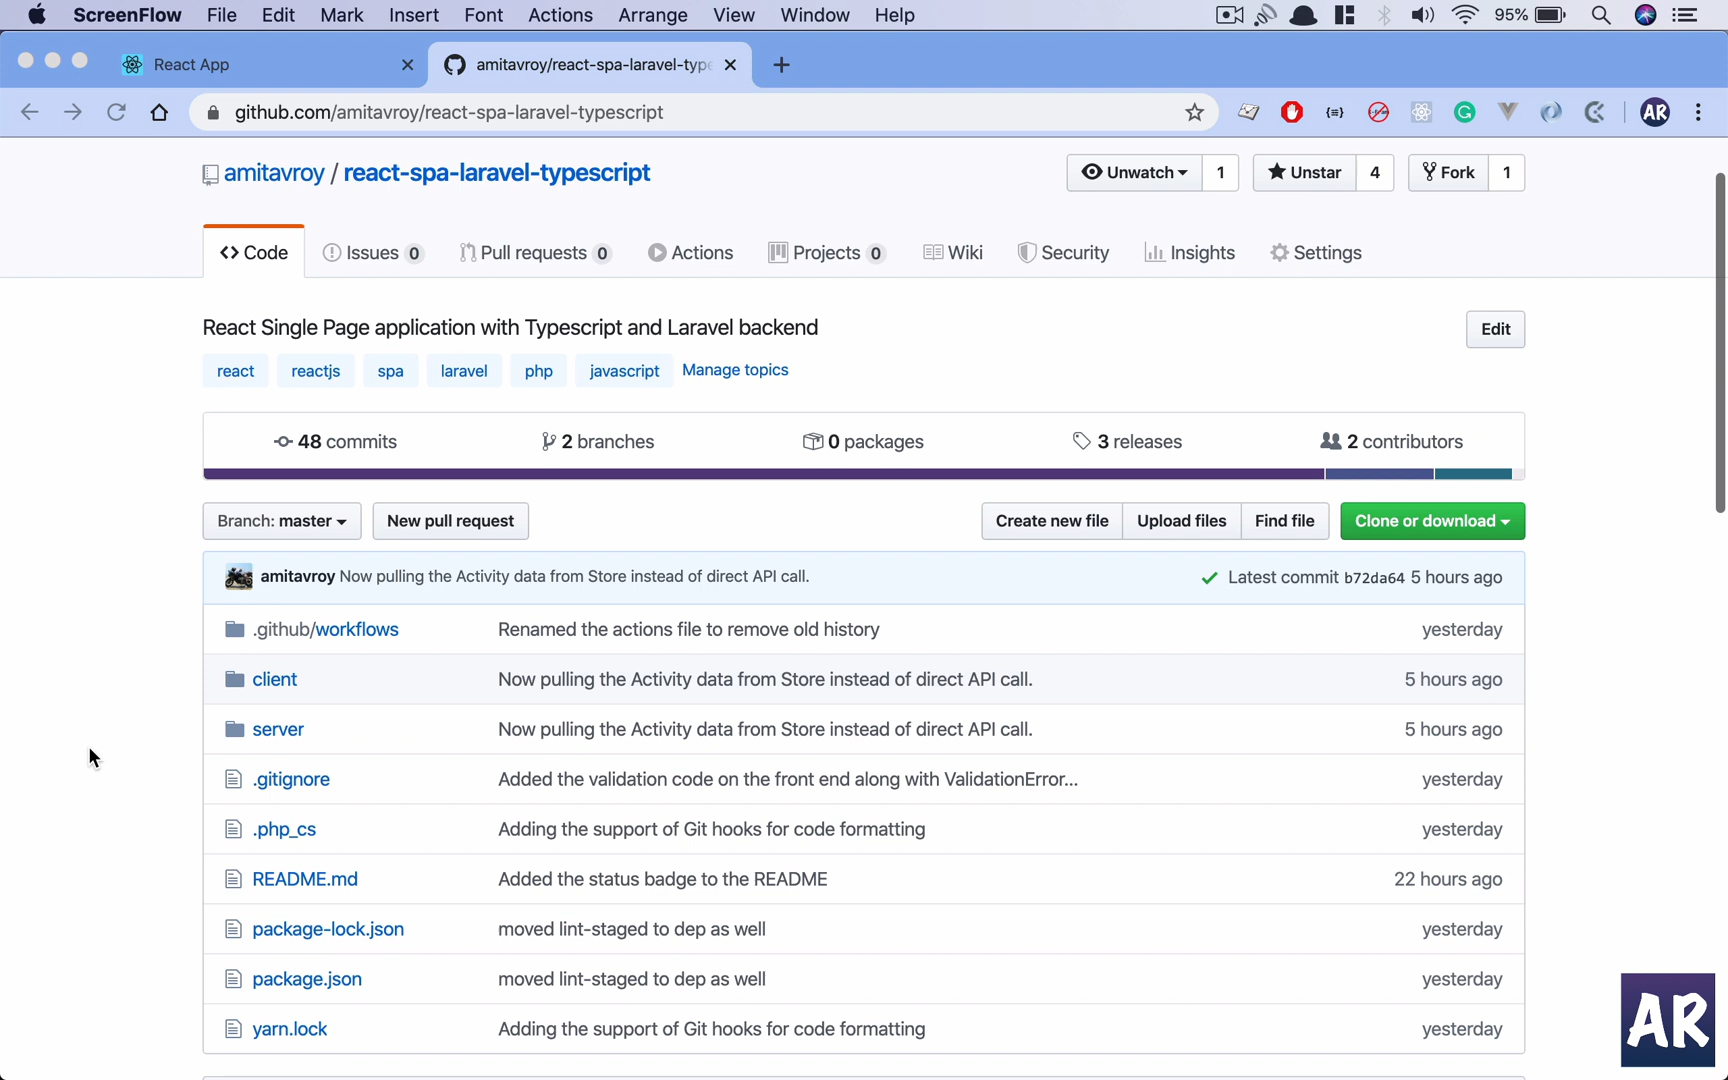 ScreenFlow File Edit Mark Insert Font Actions Arrange View Window Help 95%
React App amitavroy/react-spa-laravel-type
github.com/amitavroy/react-spa-laravel-typescript AR
amitavroy / react-spa-laravel-typescript Unwatch 1 Unstar 4 Fork 1
Code Issues 0 Pull requests 0 Actions Projects 0 Wiki Security Insights Settings
React Single Page application with Typescript and Laravel backend Edit
react reactjs spa laravel php javascript Manage topics
48 commits 2 branches 0 packages 3 releases 2 contributors
Branch: master New pull request Create new file Upload files Find file Clone or download
amitavroy Now pulling the Activity data from Store instead of direct API call. Latest commit b72da64 5 hours ago
.github/workflows Renamed the actions file to remove old history yesterday
client Now pulling the Activity data from Store instead of direct API call. 5 hours ago
server Now pulling the Activity data from Store instead of direct API call. 5 hours ago
.gitignore Added the validation code on the front end along with ValidationError... yesterday
.php_cs Adding the support of Git hooks for code formatting yesterday
README.md Added the status badge to the README 22 hours ago
package-lock.json moved lint-staged to dep as well yesterday
package.json moved lint-staged to dep as well yesterday
yarn.lock Adding the support of Git hooks for code formatting yesterday
AR